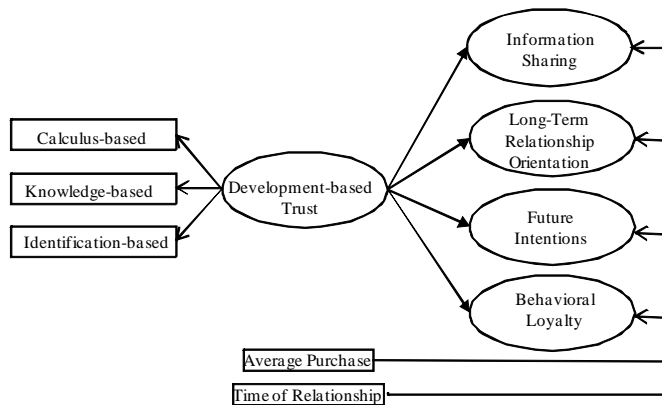 Information
Sharing
Calculus-based
Knowledge-based
Identification-based
Development-based
Trust
Long-Term
Relationship
Orientation
Future
Intentions
Behavioral
Loyalty
Average Purchase
Time of Relationship